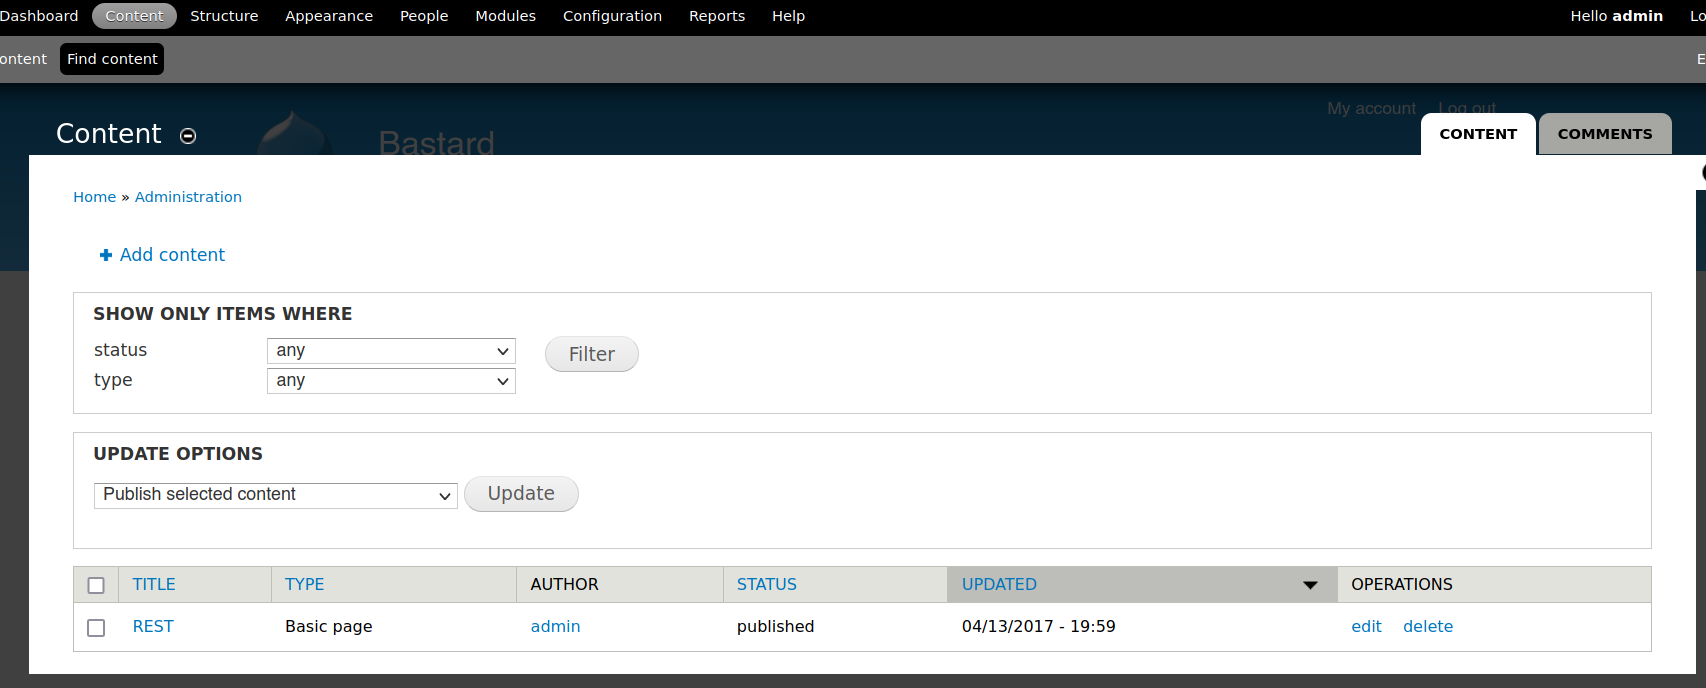 Dashboard Content Structure Appearance People Modules Configuration Reports Help Hello admin
Find content
My account Log out
Content Bastard CONTENT COMMENTS
Home » Administration
Add content
SHOW ONLY ITEMS WHERE
status any Filter
type any
UPDATE OPTIONS
Publish selected content Update
TITLE TYPE AUTHOR STATUS UPDATED OPERATIONS
REST Basic page admin published 04/13/2017 - 19:59 edit delete